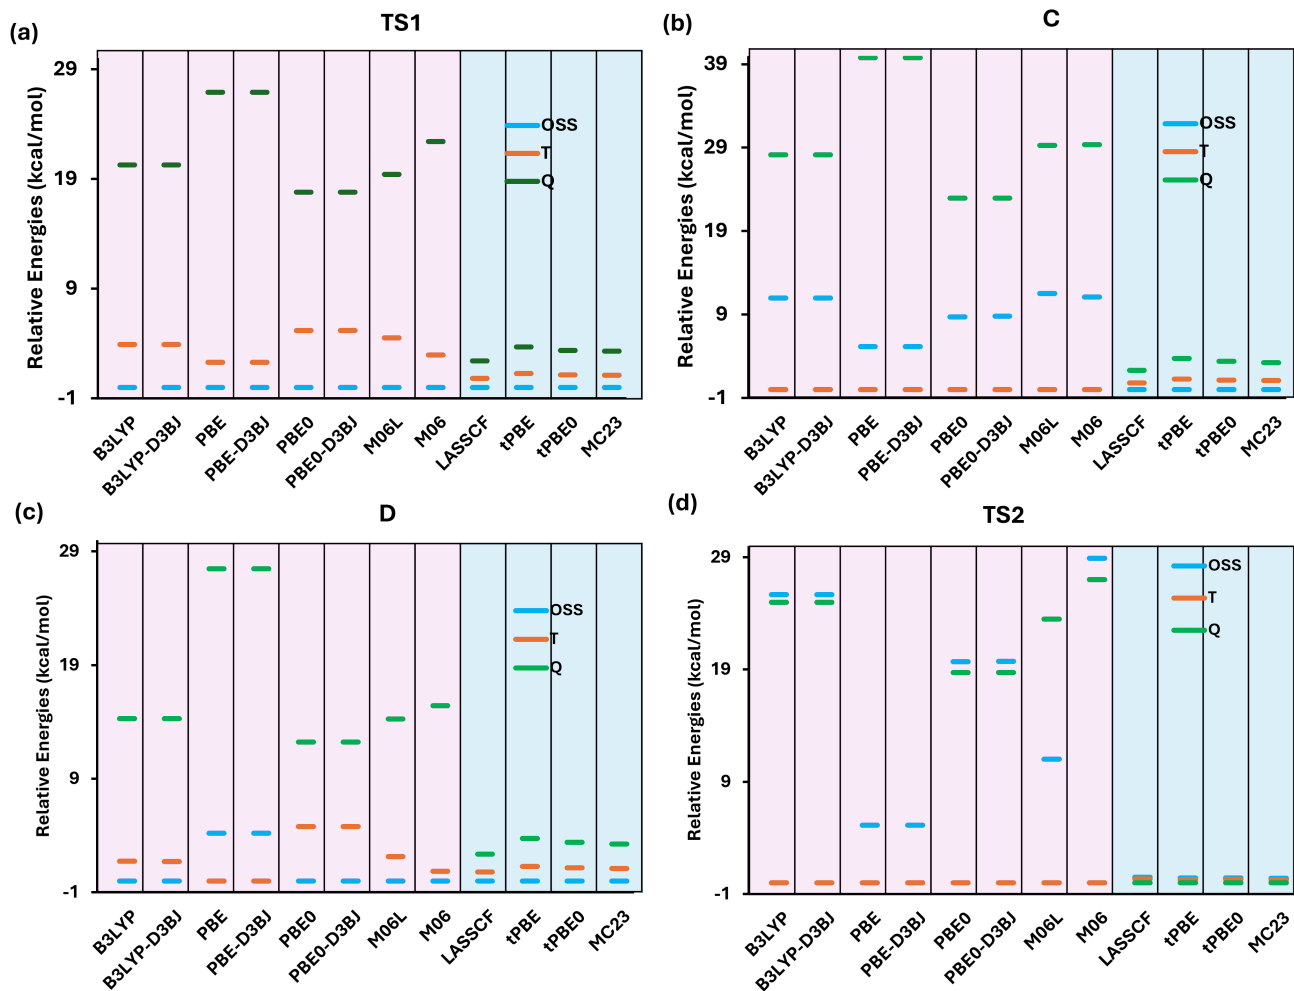 (a)
TS1
Relative Energies (kcal/mol)
29
19
9
-1
OSS
T
Q
B3LYP
B3LYP-D3BJ
PBE
PBE-D3BJ
PBE0
PBE0-D3BJ
M06L
M06
LASSCF
tPBE
tPBE0
MC23
(b)
C
Relative Energies (kcal/mol)
39
29
19
9
-1
OSS
T
Q
B3LYP
B3LYP-D3BJ
PBE
PBE-D3BJ
PBE0
PBE0-D3BJ
M06L
M06
LASSCF
tPBE
tPBE0
MC23
(c)
D
Relative Energies (kcal/mol)
29
19
9
-1
OSS
T
Q
B3LYP
B3LYP-D3BJ
PBE
PBE-D3BJ
PBE0
PBE0-D3BJ
M06L
M06
LASSCF
tPBE
tPBE0
MC23
(d)
TS2
Relative Energies (kcal/mol)
29
19
9
-1
OSS
T
Q
B3LYP
B3LYP-D3BJ
PBE
PBE-D3BJ
PBE0
PBE0-D3BJ
M06L
M06
LASSCF
tPBE
tPBE0
MC23